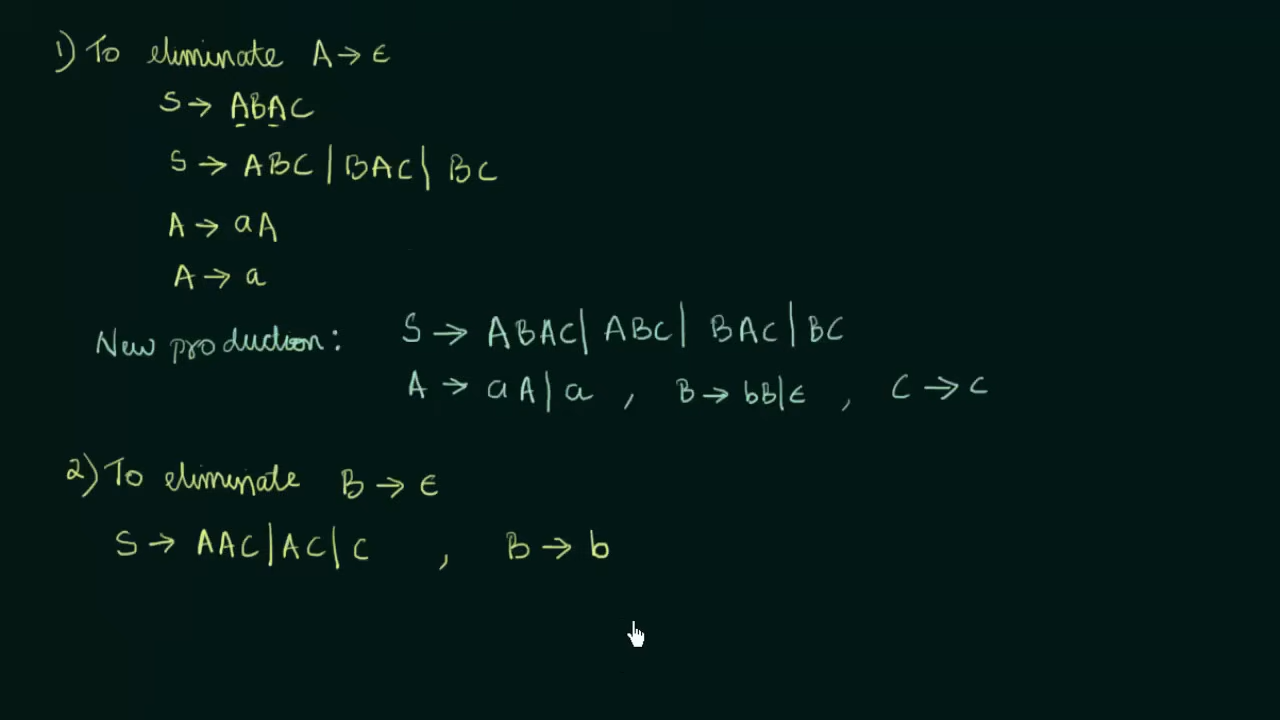 1) To eliminate A → ϵ
S → ABAC
S → ABC | BAC | BC
A → aA
A → a
New production: S → ABAC | ABC | BAC | BC
A → aA | a , B → bB | ϵ , C → c
2) To eliminate B → ϵ
S → AAC | AC | C , B → b